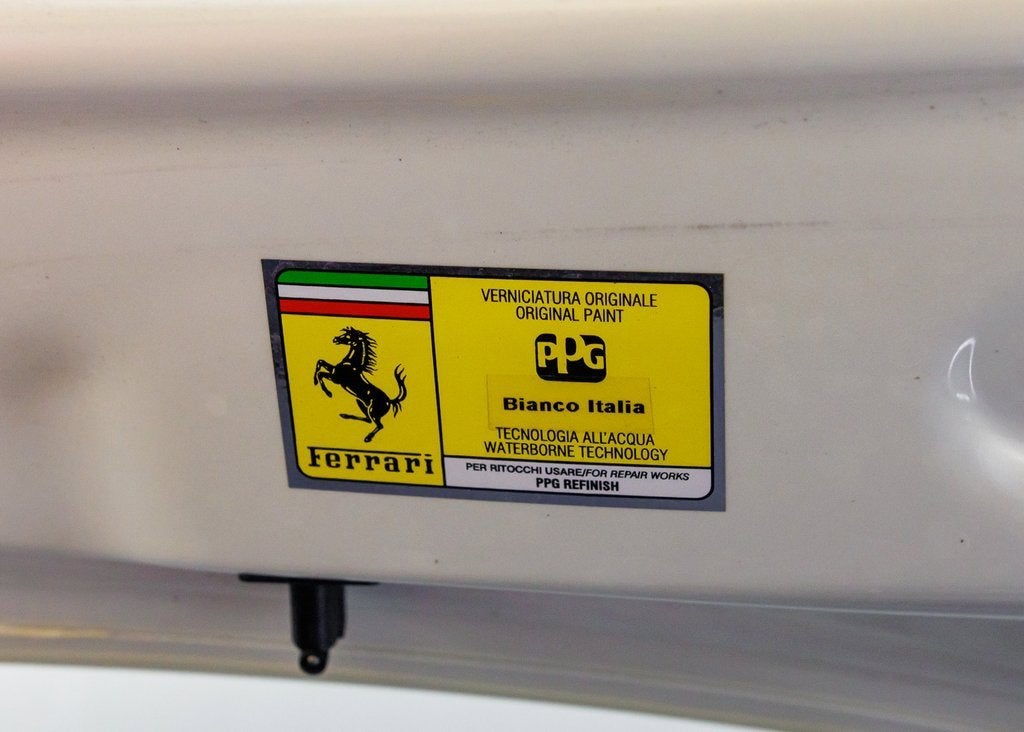 VERNICIATURA ORIGINALE
ORIGINAL PAINT
PPG
Bianco Italia
TECNOLOGIA ALL'ACQUA
WATERBORNE TECHNOLOGY
PER RITOCCHI USARE/FOR REPAIR WORKS
PPG REFINISH
Ferrari